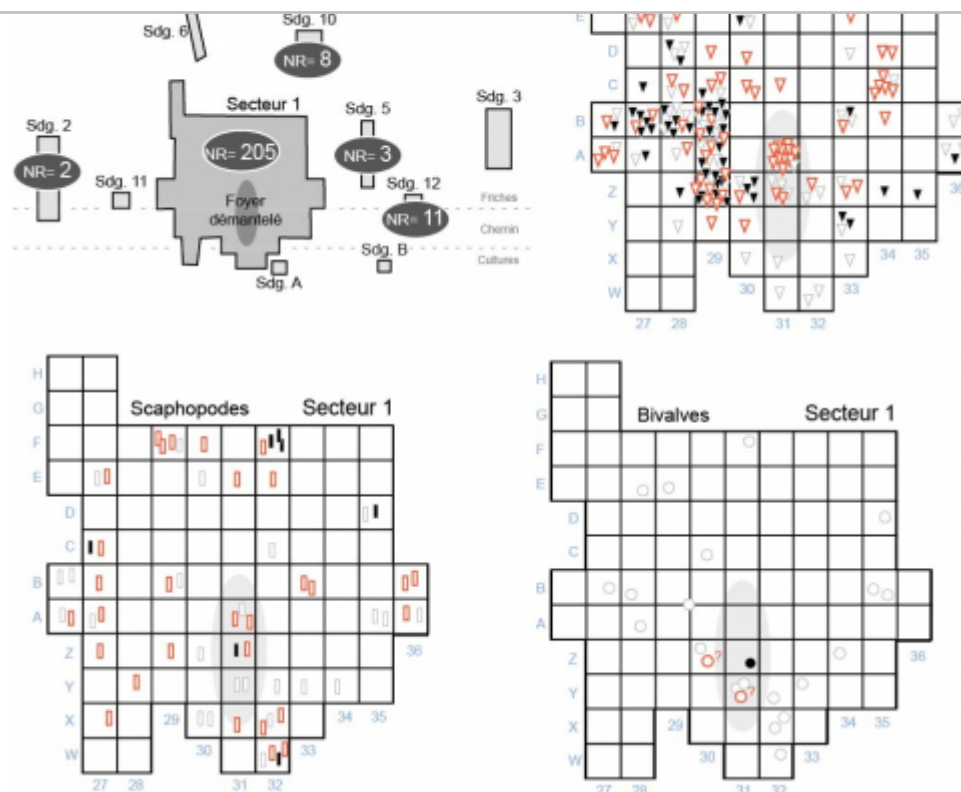 Sdg. 6
Sdg. 10
NR= 8
Secteur 1
Sdg. 5
Sdg. 3
Sdg. 2
NR= 205
NR= 3
NR= 2
Sdg. 11
Foyer
démantelé
Sdg. 12
NR= 11
Friches
Chemin
Sdg. B
Cultures
Sdg. A
E
D
C
B
A
Z
Y
X
W
27
28
29
30
31
32
33
34
35
36
Scaphopodes
Secteur 1
H
G
F
E
D
C
B
A
Z
Y
X
W
27
28
29
30
31
32
33
34
35
36
Bivalves
Secteur 1
H
G
F
E
D
C
B
A
Z
?
Y
?
X
W
27
28
29
30
31
32
33
34
35
36